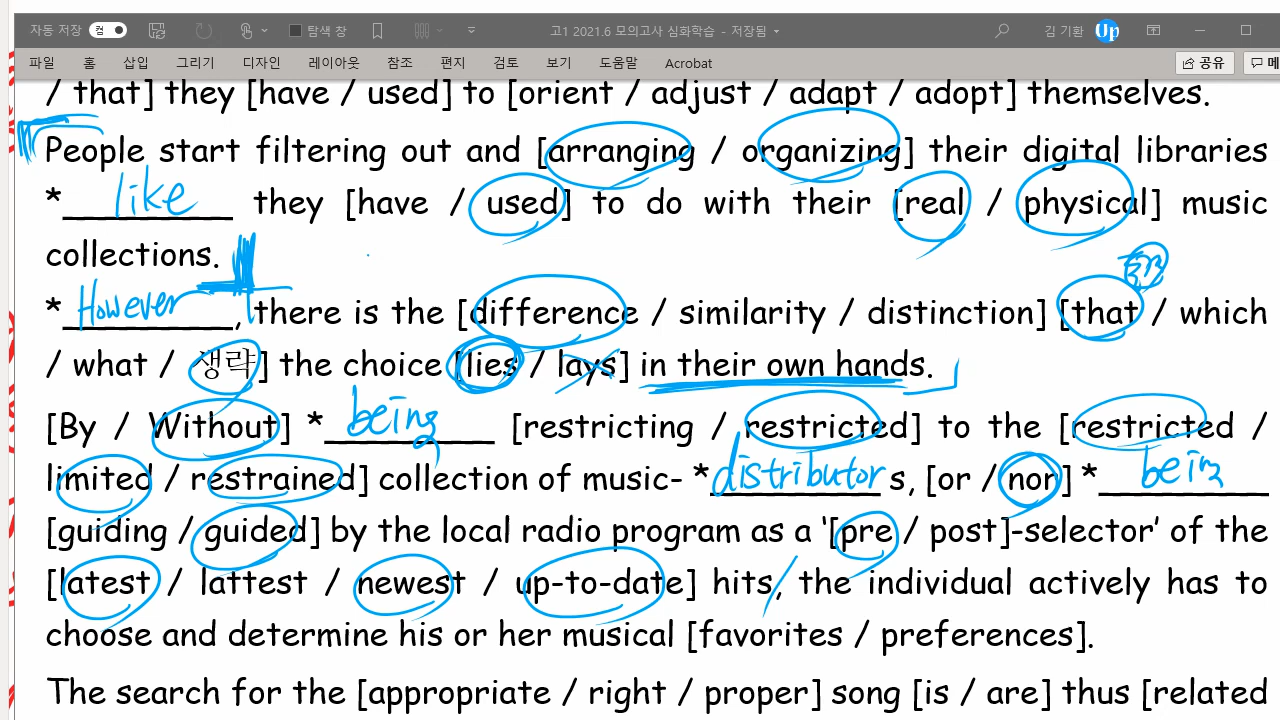 자동 저장 컴 탐색 창 고1 2021.6 모의고사 심화학습 - 저장됨 김 기환 Up
파일 홈 삽입 그리기 디자인 레이아웃 참조 편지 검토 보기 도움말 Acrobat 공유 메
/ that] they [have / used] to [orient / adjust / adapt / adopt] themselves.
People start filtering out and [arranging / organizing] their digital libraries
*like they [have / used] to do with their [real / physical] music
collections.
*However, there is the [difference / similarity / distinction] [that / which
/ what / 생략] the choice [lies / lays] in their own hands.
[By / Without] *being [restricting / restricted] to the [restricted /
limited / restrained] collection of music- *distributor s, [or / nor] *being
[guiding / guided] by the local radio program as a ‘[pre / post]-selector’ of the
[latest / lattest / newest / up-to-date] hits, the individual actively has to
choose and determine his or her musical [favorites / preferences].
The search for the [appropriate / right / proper] song [is / are] thus [related